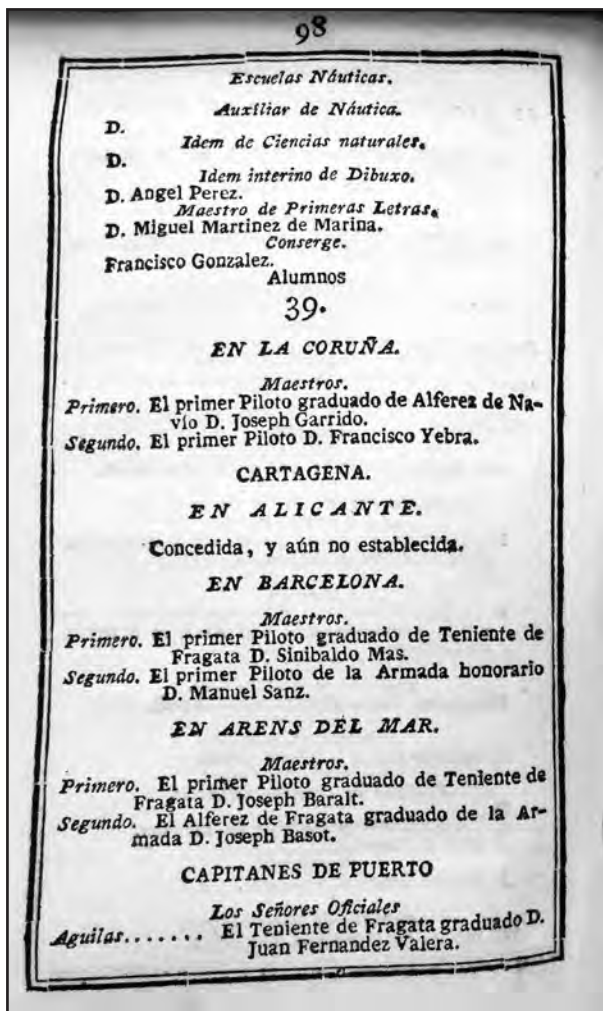 98
Escuelas Náuticas.
Auxîliar de Náutica.
D.
Idem de Ciencias naturales.
D.
Idem interino de Dibuxo.
D. Angel Perez.
Maestro de Primeras Letras.
D. Miguel Martinez de Marina.
Conserge.
Francisco Gonzalez.
Alumnos
39.
EN LA CORUÑA.
Maestros.
Primero. El primer Piloto graduado de Alferez de Na-
vío D. Joseph Garrido.
Segundo. El primer Piloto D. Francisco Yebra.
CARTAGENA.
EN ALICANTE.
Concedida, y aún no establecida.
EN BARCELONA.
Maestros.
Primero. El primer Piloto graduado de Teniente de
Fragata D. Sinibaldo Mas.
Segundo. El primer Piloto de la Armada honorario
D. Manuel Sanz.
EN ARENS DEL MAR.
Maestros.
Primero. El primer Piloto graduado de Teniente de
Fragata D. Joseph Baralt.
Segundo. El Alferez de Fragata graduado de la Ar-
mada D. Joseph Basot.
CAPITANES DE PUERTO
Los Señores Oficiales
Aguilas....... El Teniente de Fragata graduado D.
Juan Fernandez Valera.